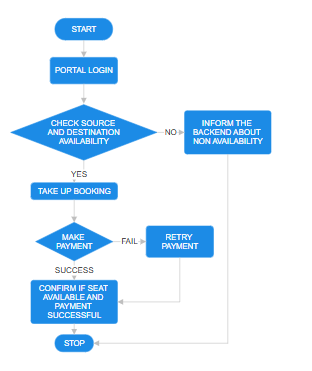 START
PORTAL LOGIN
CHECK SOURCE
AND DESTINATION
AVAILABILITY
NO
INFORM THE
BACKEND ABOUT
NON AVAILABILITY
YES
TAKE UP BOOKING
MAKE
PAYMENT
FAIL
RETRY
PAYMENT
SUCCESS
CONFIRM IF SEAT
AVAILABLE AND
PAYMENT
SUCCESSFUL
STOP